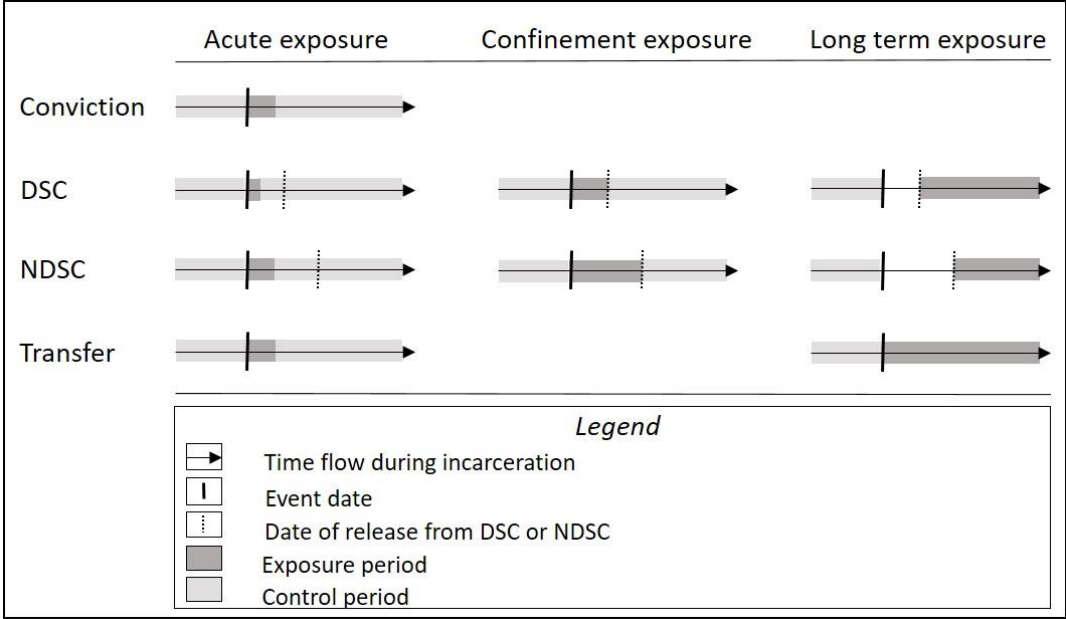 Acute exposure Confinement exposure Long term exposure
Conviction
DSC
NDSC
Transfer
Legend
Time flow during incarceration
Event date
Date of release from DSC or NDSC
Exposure period
Control period